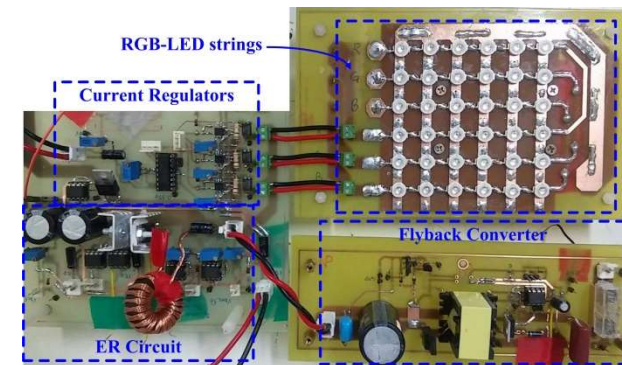 RGB-LED strings
Current Regulators
Flyback Converter
ER Circuit